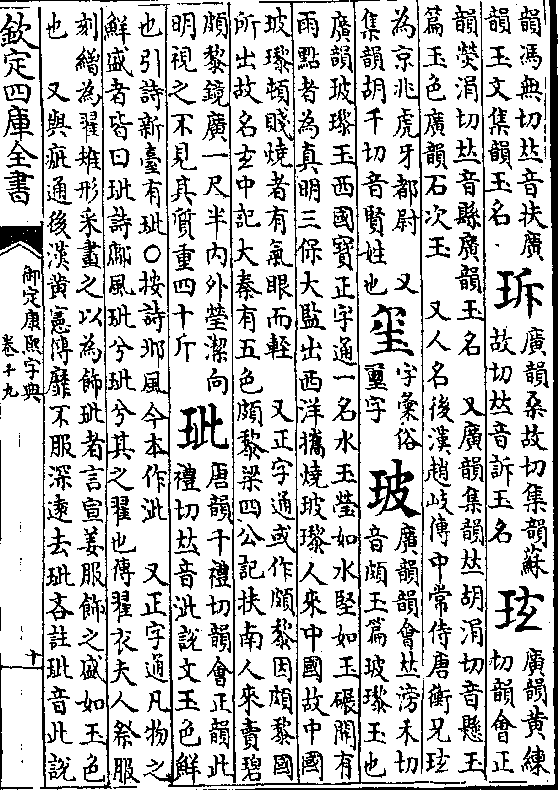 韻馮無切𠀤音扶廣
韻玉文集韻玉名
廣韻桑故切集韻蘇
故切𠀤音訴玉名
玹
廣韻黃練
切韻會正
韻熒涓切𠀤音縣廣韻玉名 又廣韻集韻𠀤胡涓切音懸玉
篇玉色廣韻石次玉 又人名後漢趙岐傳中常侍唐衡兄玹
為京兆虎牙都尉 又
集韻胡千切音賢姓也
玺
字彙俗
璽字
玻
廣韻韻會𠀤滂禾切
音頗玉篇玻瓈玉也
廣韻玻瓈玉西國寶正字通一名水玉瑩如水堅如玉碾開有
雨點者為真明三保大監出西洋攜燒玻瓈人來中國故中國
玻瓈頓賤燒者有氣眼而輕 又正字通或作頗黎因頗黎國
所出故名玄中記大秦有五色頗黎梁四公記扶南人來賣碧
頗黎鏡廣一尺半內外瑩潔向
明視之不見其質重四十斤
玼
唐韻千禮切韻會正韻此
禮切𠀤音泚說文玉色鮮
也引詩新臺有玼○按詩邶風今本作泚 又正字通凡物之
鮮盛者皆曰玼詩鄘風玼兮玼兮其之翟也傳翟衣夫人祭服
刻繒為翟雉形采畫之以為飾玼者言宣姜服飾之盛如玉色
也 又與疵通後漢黃憲傳靡不服深遠去玼吝註玼音此說
欽定四庫全書
御定康熙字典
卷十九
十